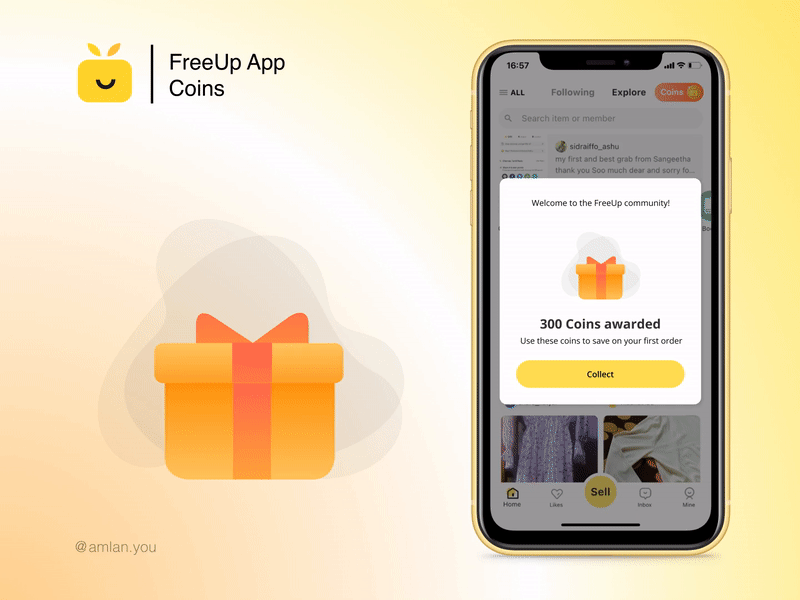 FreeUp App
Coins
16:57
ALL
Following
Explore
Coins
Search item or member
sidraiffo_ashu
my first and best grab from Sangeetha
thank you Soo much dear and sorry fo...
Welcome to the FreeUp community!
300 Coins awarded
Use these coins to save on your first order
Collect
Home
Likes
Sell
Inbox
Mine
@amlan.you